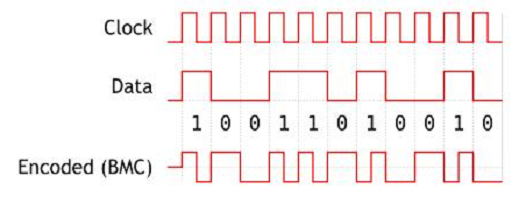 Clock
Data
1 0 0 1 1 0 1 0 0 1 0
Encoded (BMC)